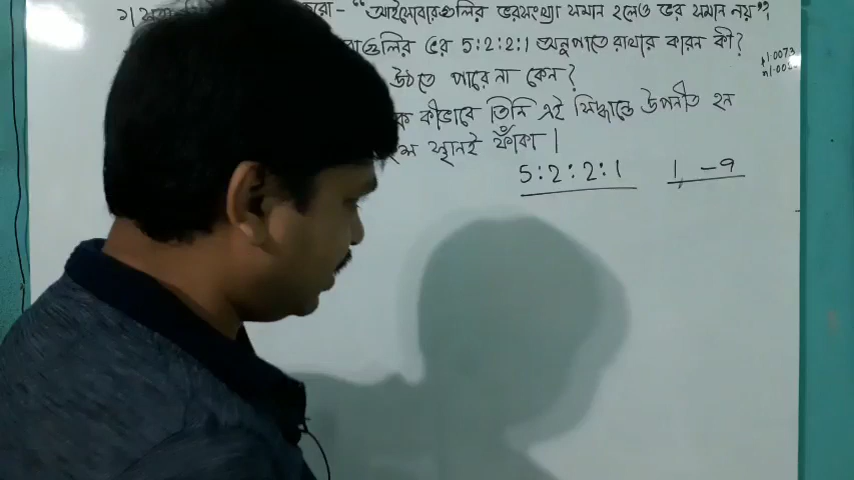 করো- "আইসোবারগুলির ভরসংখ্যা সমান হলেও ভর সমান নয়";
ভর 5:2:2:1 অনুপাতে রাখার কারন কী?
উঠতে পারে না কেন?
কীভাবে তিনি এই সিদ্ধান্তে উপনীত হন
স্থানই ফাঁকা।
5:2:2:1 1 -9